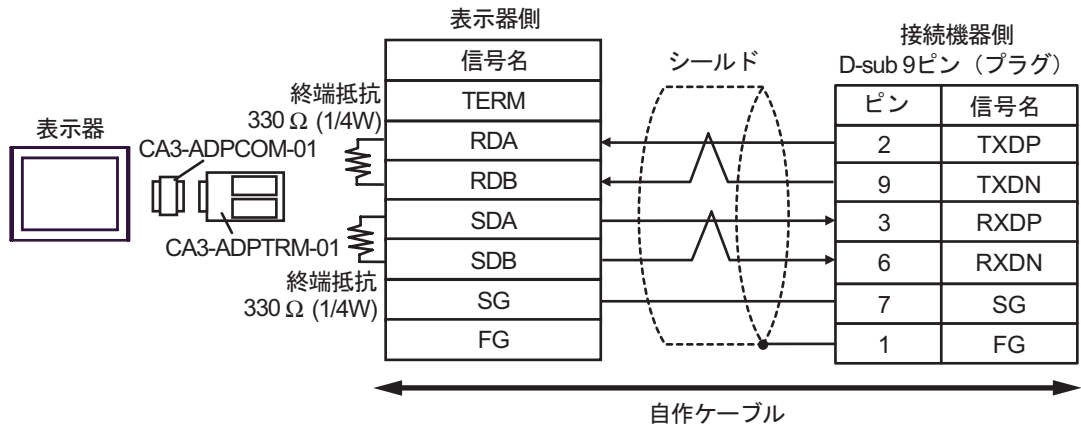 表示器側
信号名
TERM
RDA
RDB
SDA
SDB
SG
FG
終端抵抗
330 Ω (1/4W)
表示器
CA3-ADPCOM-01
CA3-ADPTRM-01
終端抵抗
330 Ω (1/4W)
シールド
接続機器側
D-sub 9ピン（プラグ）
ピン 信号名
2 TXDP
9 TXDN
3 RXDP
6 RXDN
7 SG
1 FG
自作ケーブル